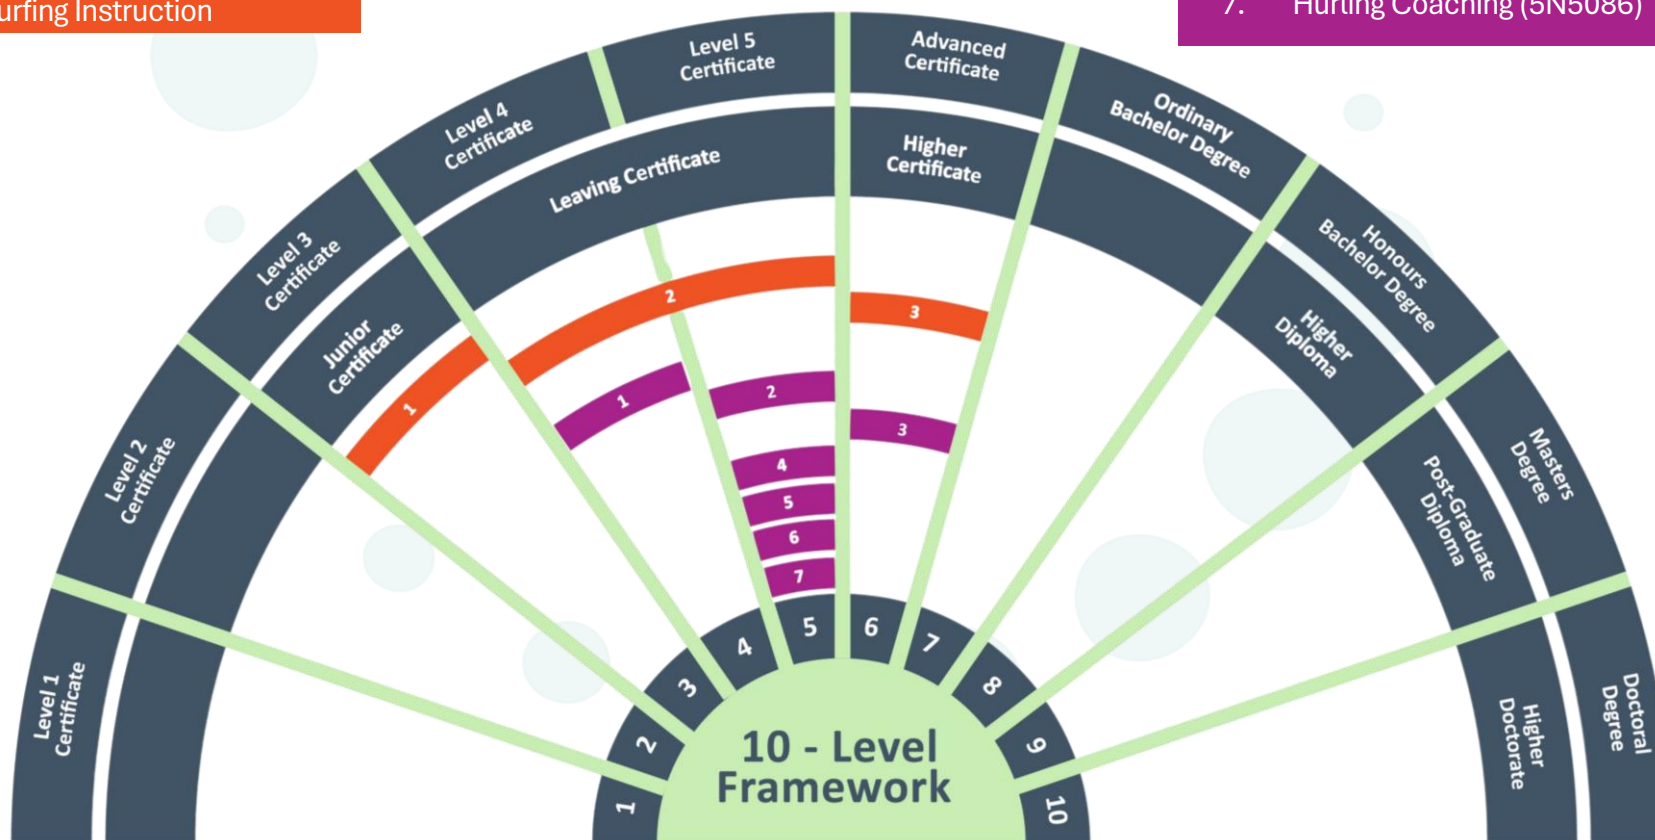 Surfing Instruction
7. Hurling Coaching (5N5086)
Level 5
Certificate
Advanced
Certificate
Level 4
Certificate
Ordinary
Bachelor Degree
Leaving Certificate
Higher
Certificate
Level 3
Certificate
Honours
Bachelor Degree
Junior
Certificate
Higher
Diploma
2
3
1
1
2
3
4
5
6
7
Level 2
Certificate
Masters
Degree
Post-Graduate
Diploma
Level 1
Certificate
Higher
Doctorate
Doctoral
Degree
1
2
3
4
5
6
7
8
9
10
10 - Level
Framework